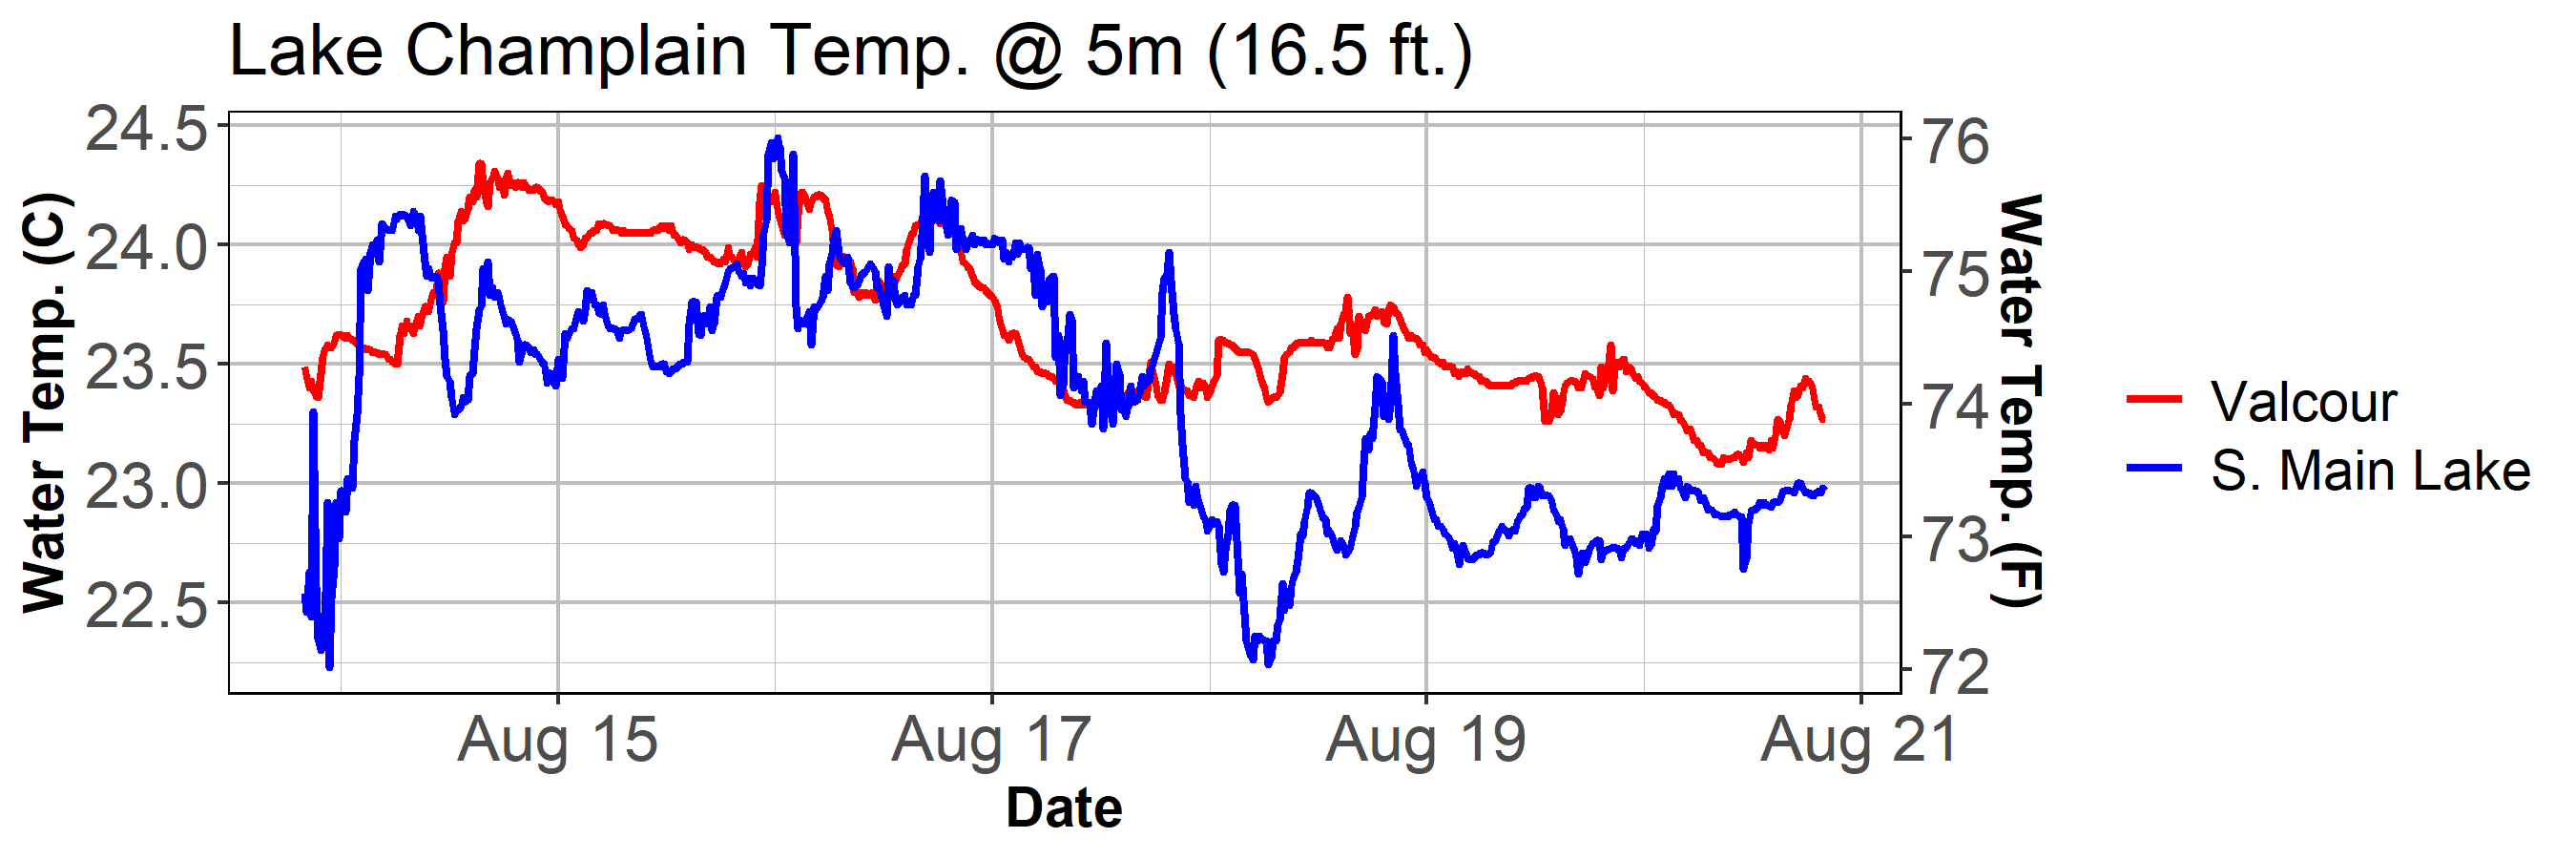 Lake Champlain Temp. @ 5m (16.5 ft.)
Water Temp. (C)
24.5
24.0
23.5
23.0
22.5
76
75
74
73
72
Water Temp. (F)
Aug 15
Aug 17
Aug 19
Aug 21
Date
Valcour
S. Main Lake